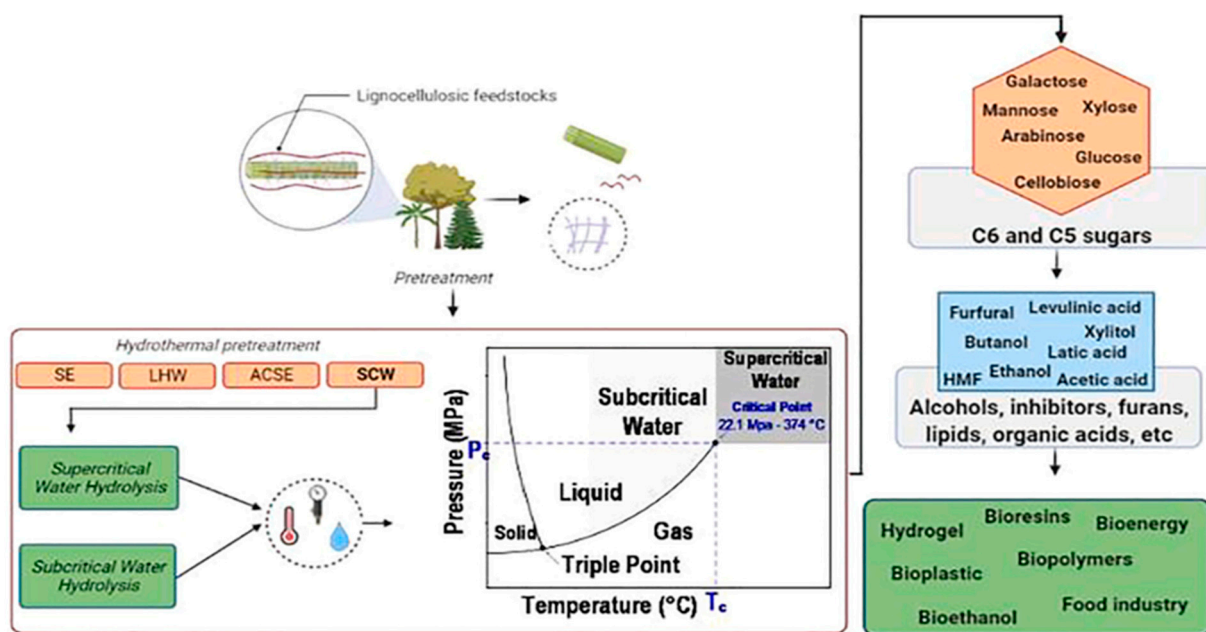 Lignocellulosic feedstocks
Pretreatment
Hydrothermal pretreatment
SE
LHW
ACSE
SCW
Supercritical
Water Hydrolysis
Subcritical Water
Hydrolysis
Pressure (MPa)
Pc
Supercritical
Water
Critical Point
22.1 Mpa - 374 °C
Subcritical
Water
Liquid
Solid
Gas
Triple Point
Temperature (°C)
Tc
Galactose
Mannose
Xylose
Arabinose
Glucose
Cellobiose
C6 and C5 sugars
Furfural
Levulinic acid
Xylitol
Butanol
Latic acid
Ethanol
HMF
Acetic acid
Alcohols, inhibitors, furans,
lipids, organic acids, etc
Hydrogel
Bioresins
Bioenergy
Biopolymers
Bioplastic
Bioethanol
Food industry